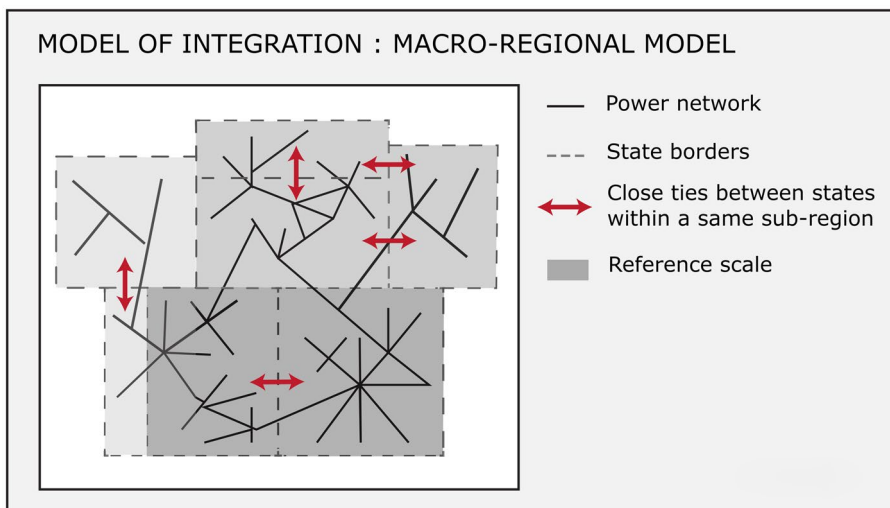 MODEL OF INTEGRATION : MACRO-REGIONAL MODEL
Power network
State borders
Close ties between states
within a same sub-region
Reference scale